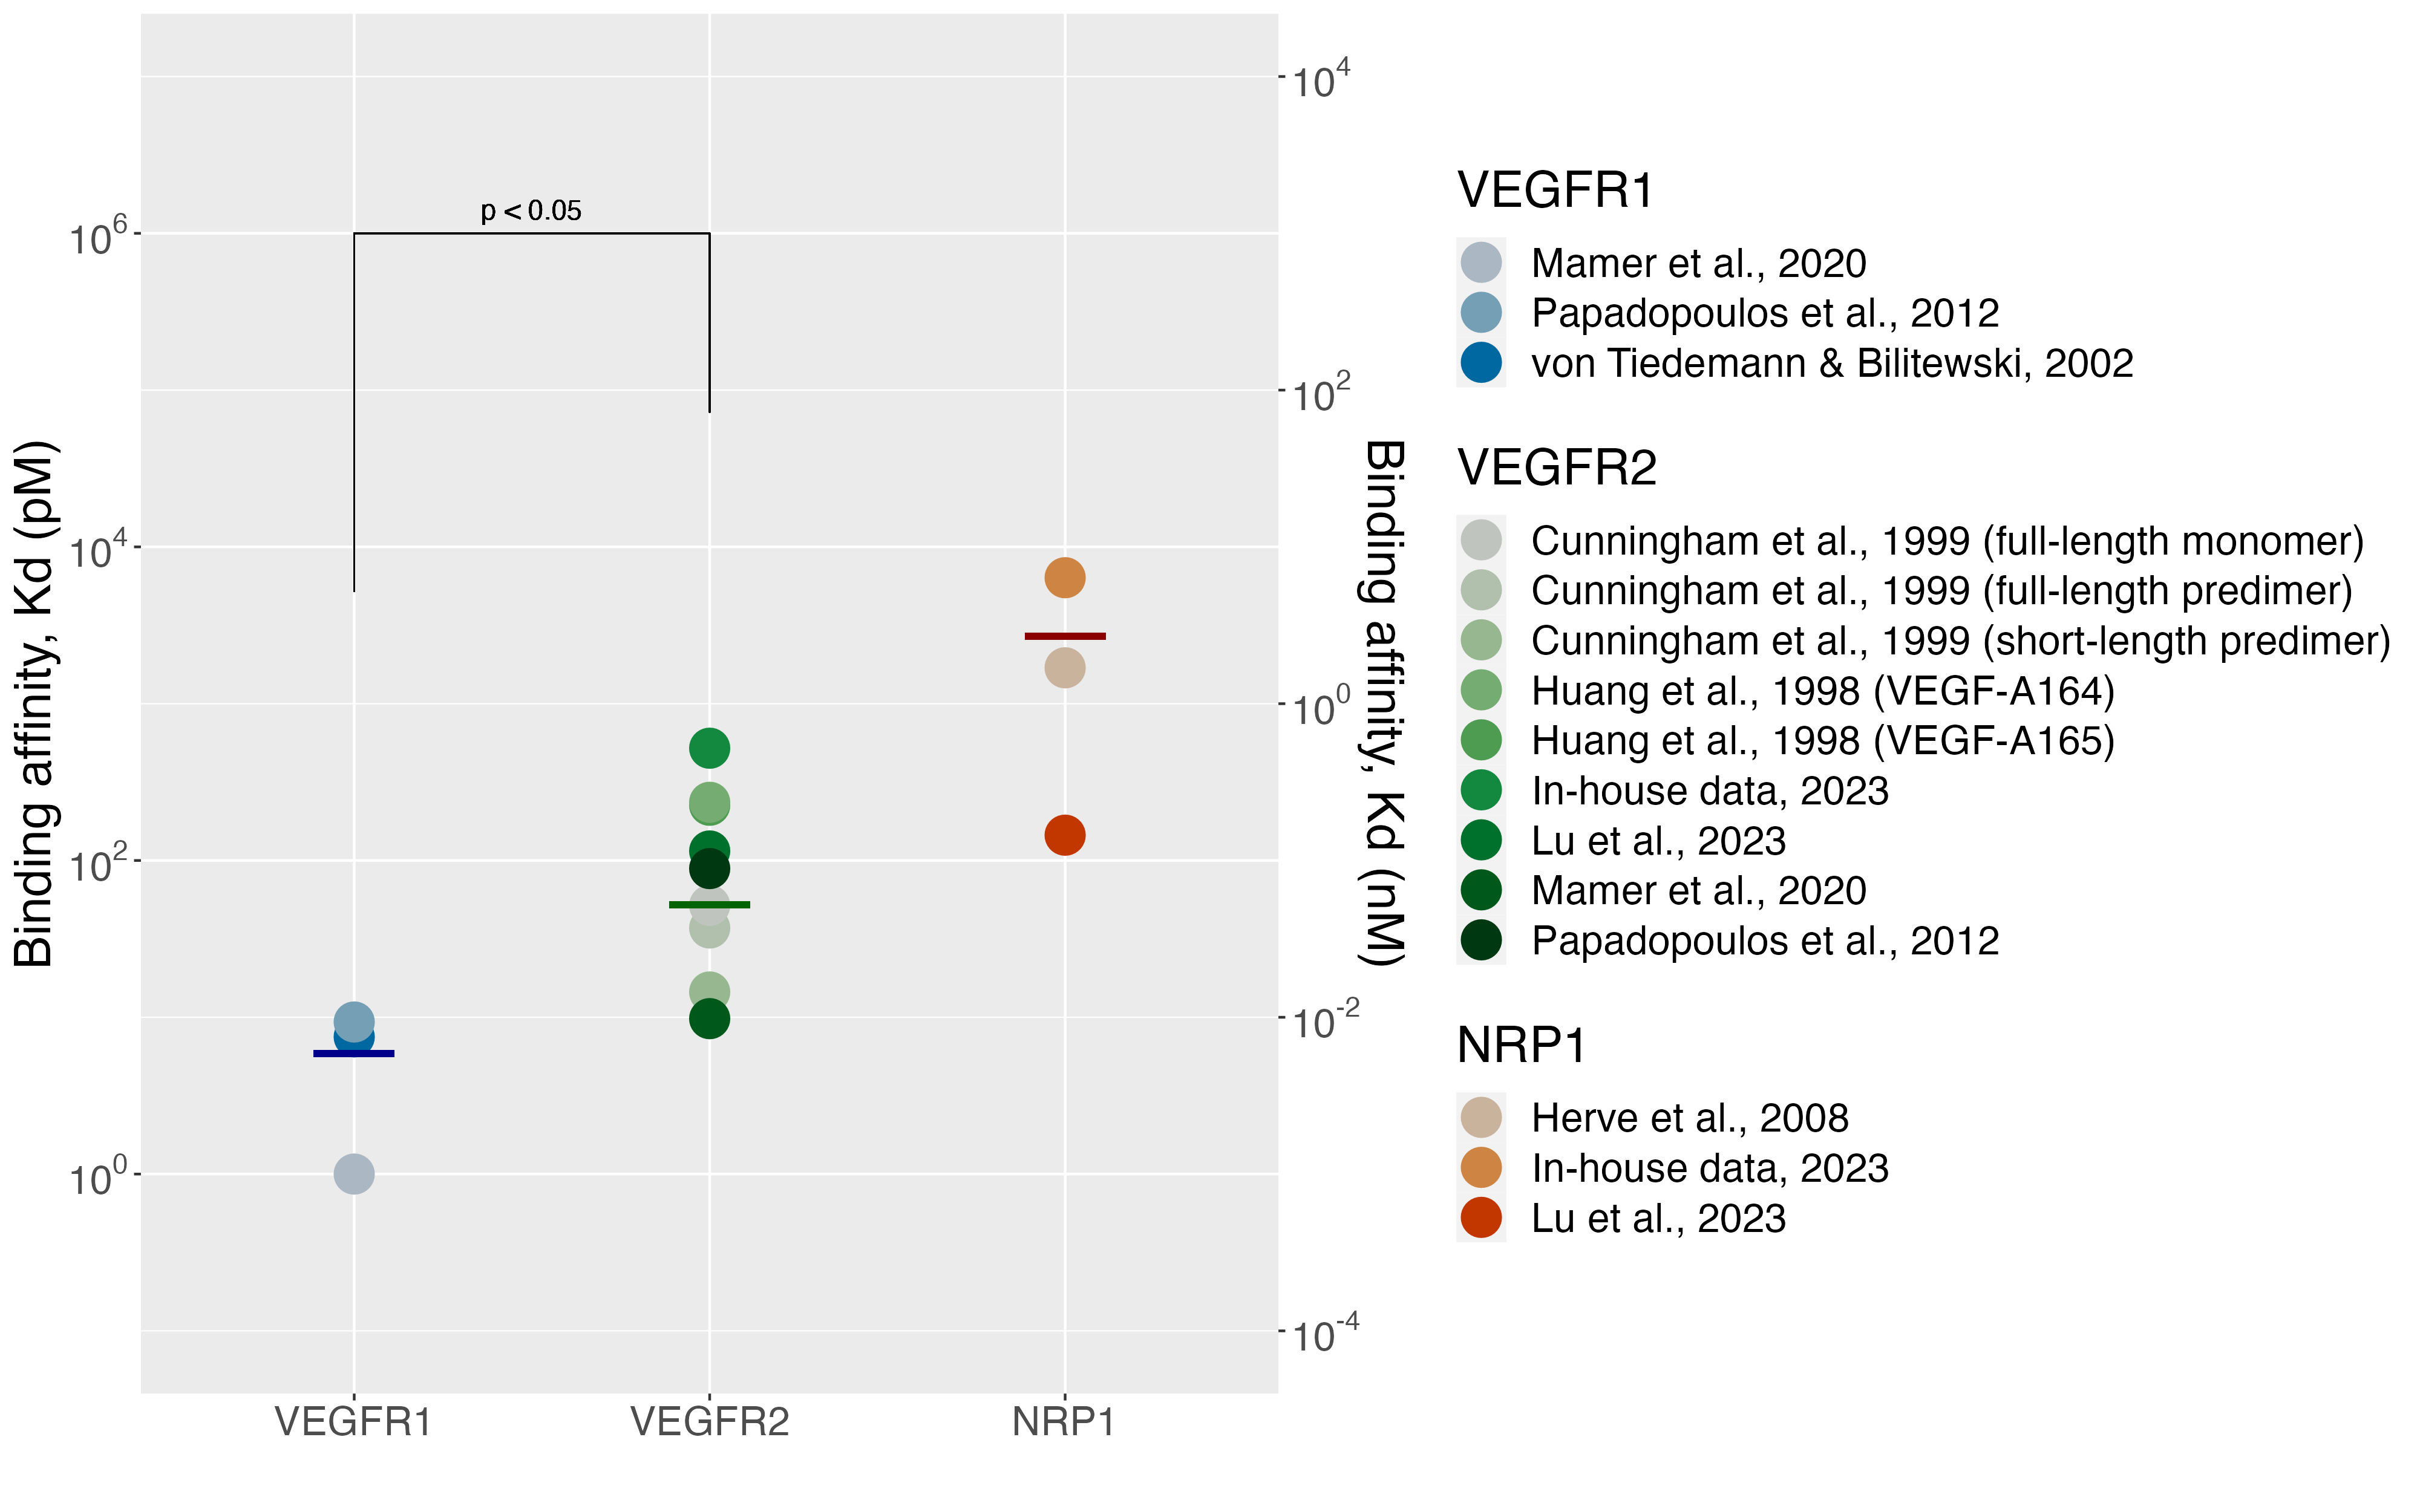 Binding affinity, Kd (pM)
10^6
10^4
10^2
10^0
p < 0.05
VEGFR1
VEGFR2
NRP1
10^4
10^2
10^0
10^-2
10^-4
Binding affinity, Kd (nM)
VEGFR1
Mamer et al., 2020
Papadopoulos et al., 2012
von Tiedemann & Bilitewski, 2002
VEGFR2
Cunningham et al., 1999 (full-length monomer)
Cunningham et al., 1999 (full-length predimer)
Cunningham et al., 1999 (short-length predimer)
Huang et al., 1998 (VEGF-A164)
Huang et al., 1998 (VEGF-A165)
In-house data, 2023
Lu et al., 2023
Mamer et al., 2020
Papadopoulos et al., 2012
NRP1
Herve et al., 2008
In-house data, 2023
Lu et al., 2023